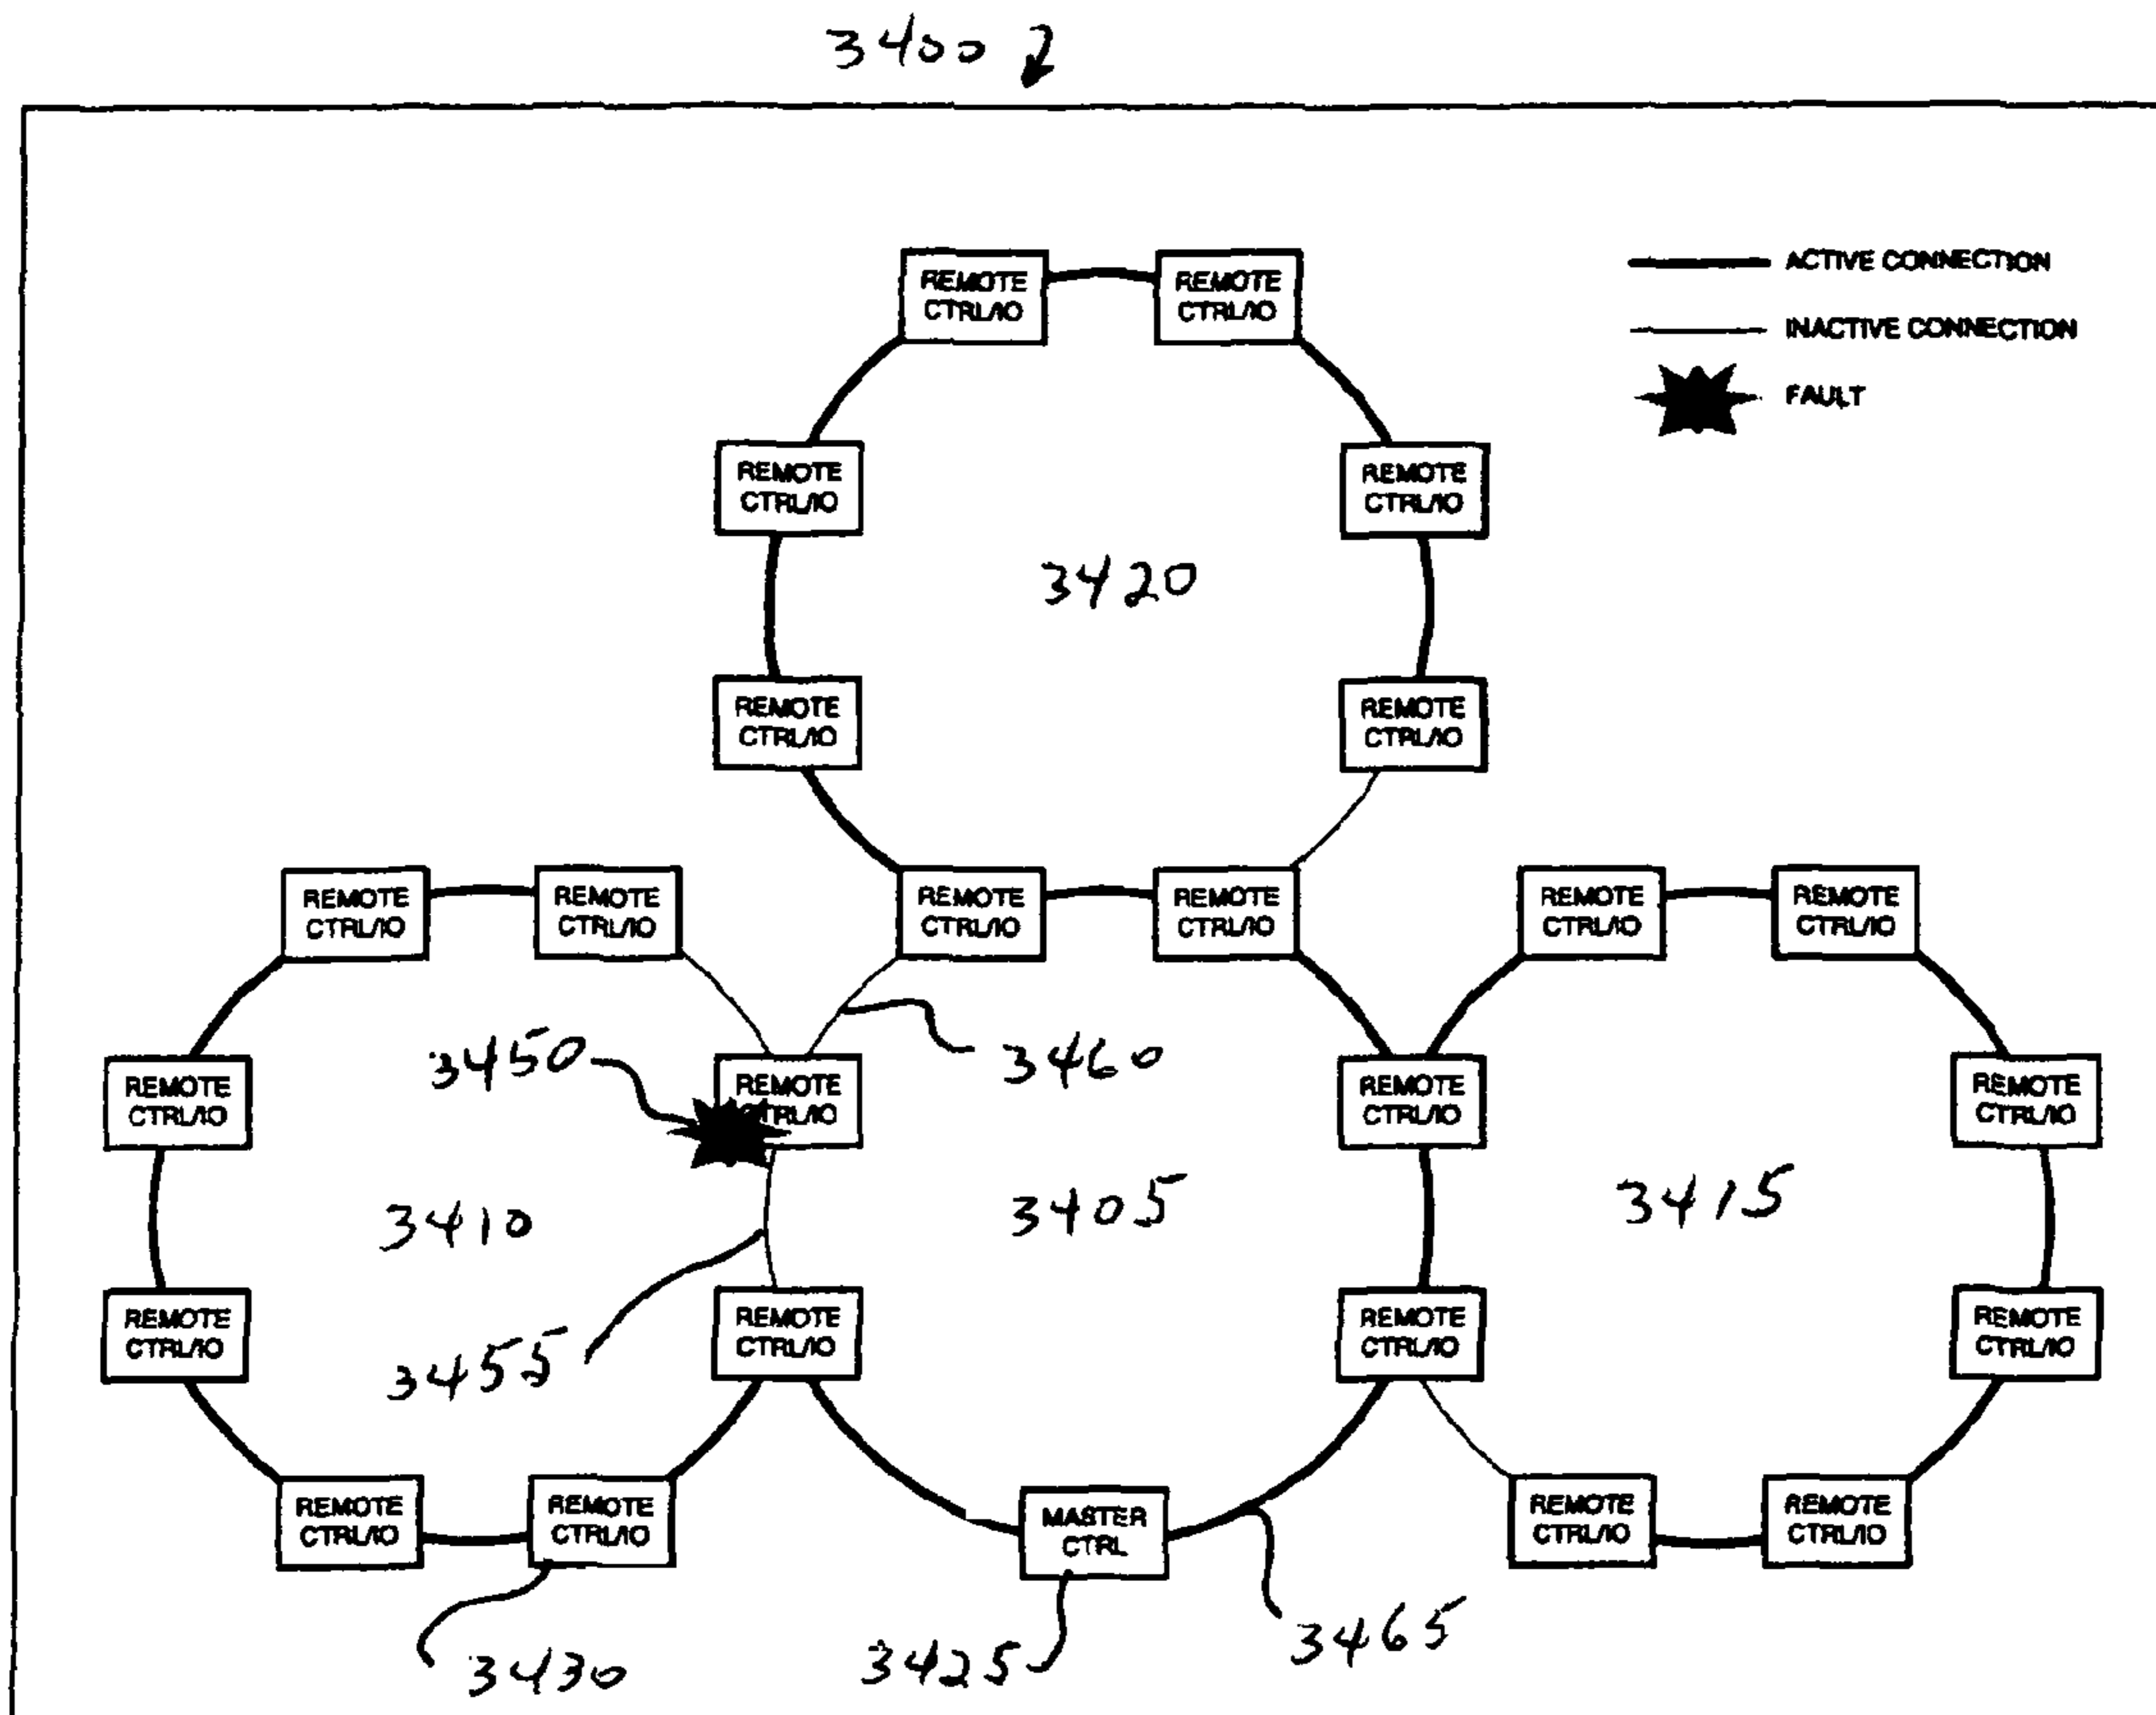 3400
REMOTE
CTRL/IO
REMOTE
CTRL/IO
ACTIVE CONNECTION
INACTIVE CONNECTION
FAULT
REMOTE
CTRL/IO
REMOTE
CTRL/IO
3420
REMOTE
CTRL/IO
REMOTE
CTRL/IO
REMOTE
CTRL/IO
REMOTE
CTRL/IO
REMOTE
CTRL/IO
REMOTE
CTRL/IO
REMOTE
CTRL/IO
REMOTE
CTRL/IO
3450
3460
REMOTE
CTRL/IO
REMOTE
CTRL/IO
REMOTE
CTRL/IO
REMOTE
CTRL/IO
3410
3405
3415
REMOTE
CTRL/IO
REMOTE
CTRL/IO
REMOTE
CTRL/IO
REMOTE
CTRL/IO
3455
REMOTE
CTRL/IO
REMOTE
CTRL/IO
MASTER
CTRL
REMOTE
CTRL/IO
REMOTE
CTRL/IO
3430
3425
3465